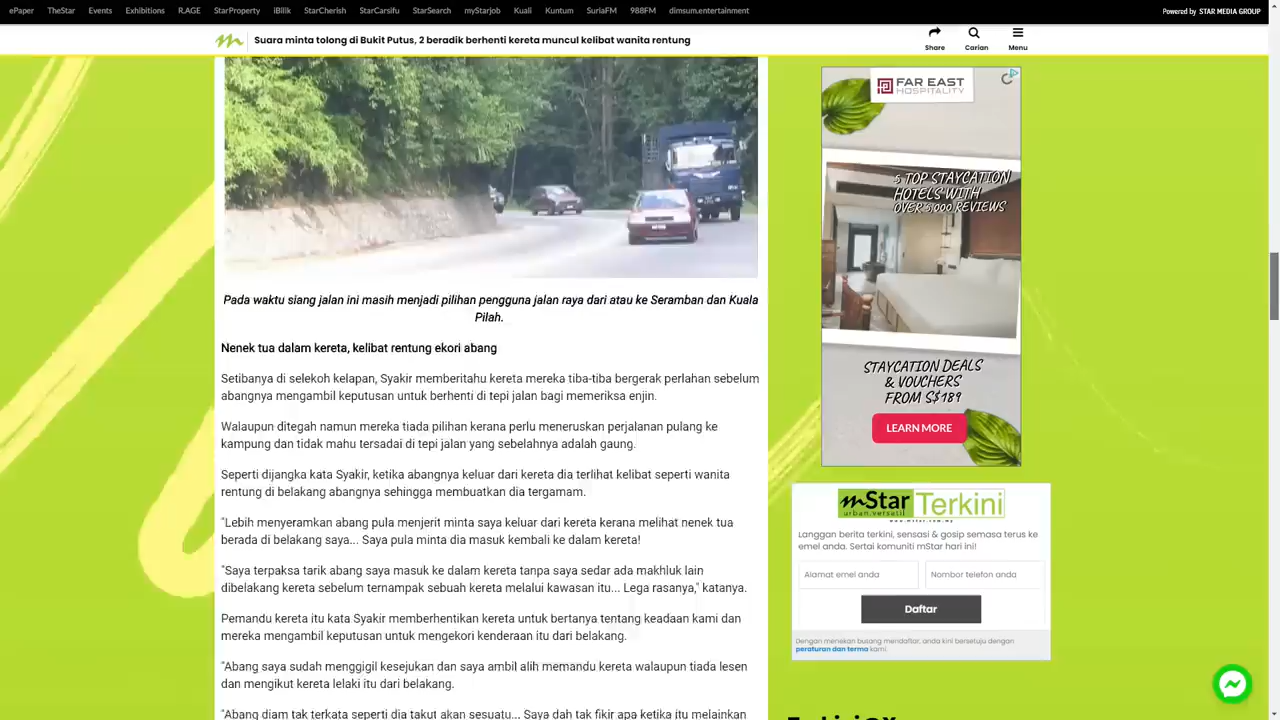 ePaper TheStar Events Exhibitions R.AGE StarProperty iBilik StarCherish StarCarsifu StarSearch myStarjob Kuali Kuntum SuriaFM 988FM dimsum.entertainment Powered by STAR MEDIA GROUP
m Suara minta tolong di Bukit Putus, 2 beradik berhenti kereta muncul kelibat wanita rentung
Share Carian Menu
Pada waktu siang jalan ini masih menjadi pilihan pengguna jalan raya dari atau ke Seramban dan Kuala
Pilah.
Nenek tua dalam kereta, kelibat rentung ekori abang
Setibanya di selekoh kelapan, Syakir memberitahu kereta mereka tiba-tiba bergerak perlahan sebelum
abangnya mengambil keputusan untuk berhenti di tepi jalan bagi memeriksa enjin.
Walaupun ditegah namun mereka tiada pilihan kerana perlu meneruskan perjalanan pulang ke
kampung dan tidak mahu tersadai di tepi jalan yang sebelahnya adalah gaung.
Seperti dijangka kata Syakir, ketika abangnya keluar dari kereta dia terlihat kelibat seperti wanita
rentung di belakang abangnya sehingga membuatkan dia tergamam.
"Lebih menyeramkan abang pula menjerit minta saya keluar dari kereta kerana melihat nenek tua
berada di belakang saya... Saya pula minta dia masuk kembali ke dalam kereta!
"Saya terpaksa tarik abang saya masuk ke dalam kereta tanpa saya sedar ada makhluk lain
dibelakang kereta sebelum ternampak sebuah kereta melalui kawasan itu... Lega rasanya," katanya.
Pemandu kereta itu kata Syakir memberhentikan kereta untuk bertanya tentang keadaan kami dan
mereka mengambil keputusan untuk mengekori kenderaan itu dari belakang.
"Abang saya sudah menggigil kesejukan dan saya ambil alih memandu kereta walaupun tiada lesen
dan mengikut kereta lelaki itu dari belakang.
"Abang diam tak terkata seperti dia takut akan sesuatu... Saya dah tak fikir apa ketika itu melainkan
FAR EAST
HOSPITALITY
5 TOP STAYCATION
HOTELS WITH
OVER 5,000 REVIEWS
STAYCATION DEALS
& VOUCHERS
FROM S$189
LEARN MORE
mStar Terkini
urban.versatil
www.mstar.com.my
Langgan berita terkini, sensasi & gosip semasa terus ke
emel anda. Sertai komuniti mStar hari ini!
Alamat emel anda Nombor telefon anda
Daftar
Dengan menekan butang mendaftar, anda kini bersetuju dengan
peraturan dan terma kami.